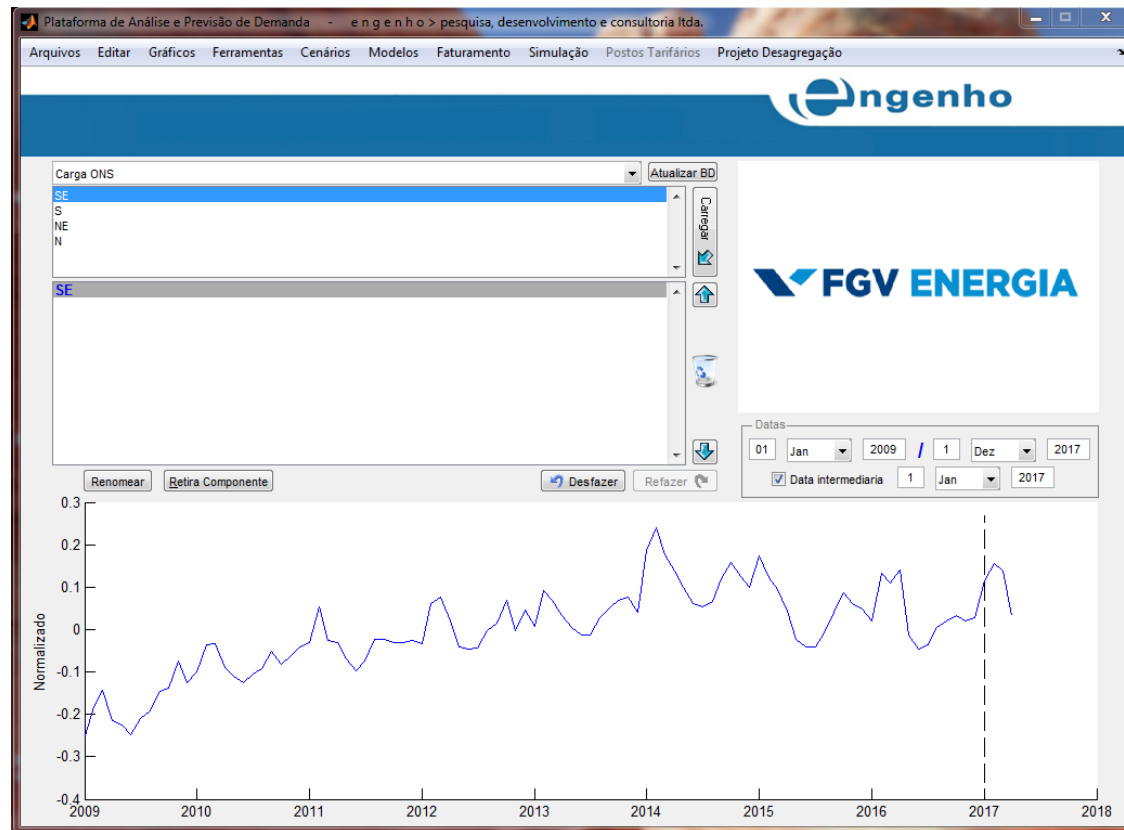 Plataforma de Análise e Previsão de Demanda - e n g e n h o > pesquisa, desenvolvimento e consultoria ltda.
Arquivos Editar Gráficos Ferramentas Cenários Modelos Faturamento Simulação Postos Tarifários Projeto Desagregação
engenho
Carga ONS
Atualizar BD
SE
S
NE
N
Carregar
SE
FGV ENERGIA
Datas
01 Jan 2009 / 1 Dez 2017
Data intermediaria 1 Jan 2017
Renomear Retira Componente Desfazer Refazer
Normalizado
0.3
0.2
0.1
0
-0.1
-0.2
-0.3
-0.4
2009 2010 2011 2012 2013 2014 2015 2016 2017 2018